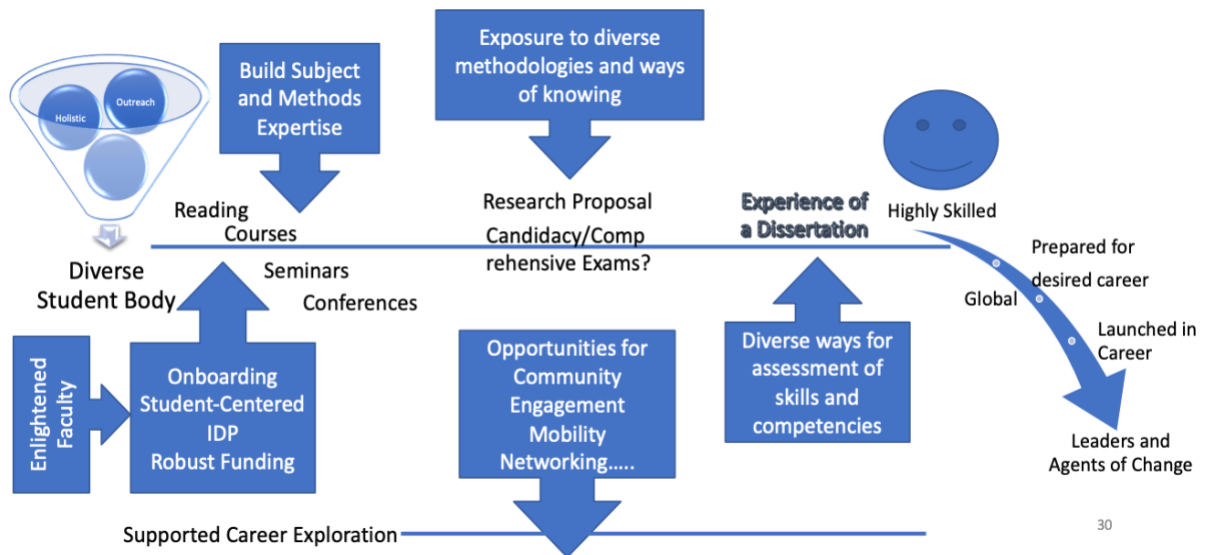 Holistic
Outreach
Diverse
Student Body
Build Subject
and Methods
Expertise
Reading
Courses
Seminars
Conferences
Enlightened
Faculty
Onboarding
Student-Centered
IDP
Robust Funding
Exposure to diverse
methodologies and ways
of knowing
Research Proposal
Candidacy/Comp
rehensive Exams?
Opportunities for
Community
Engagement
Mobility
Networking…..
Experience of
a Dissertation
Diverse ways for
assessment of
skills and
competencies
Highly Skilled
Prepared for
desired career
Global
Launched in
Career
Leaders and
Agents of Change
Supported Career Exploration
30